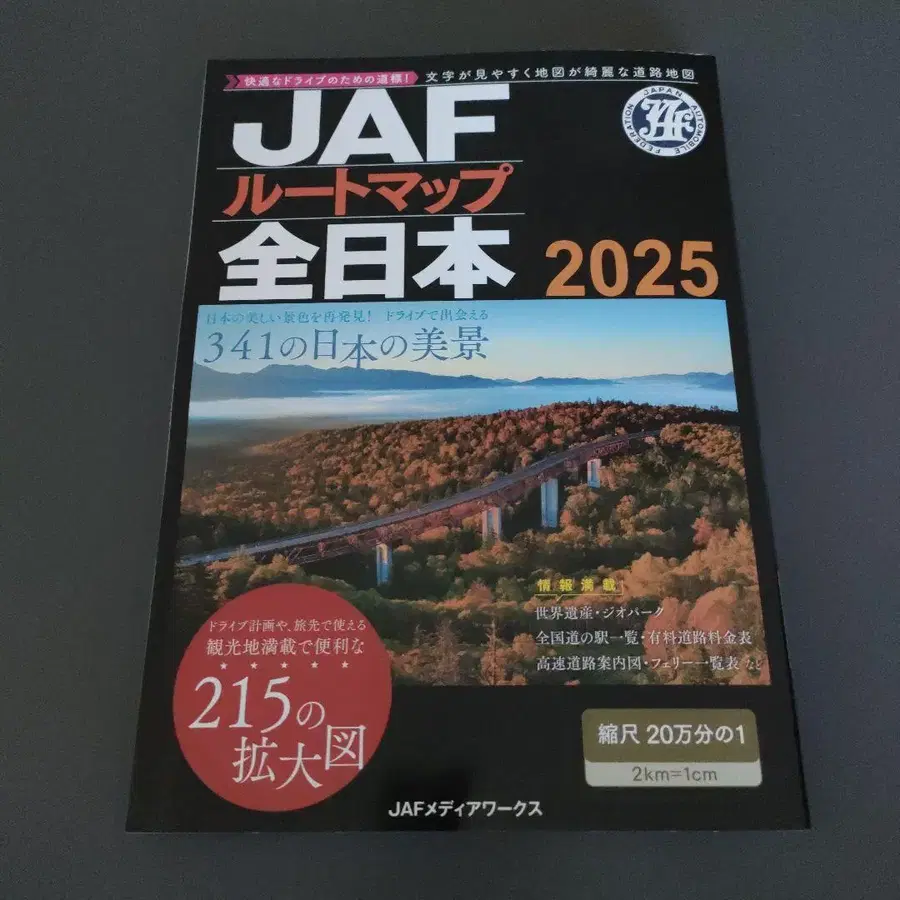 快適なドライブのための道標！ 文字が見やすく地図が綺麗な道路地図
JAF
JAPAN AUTOMOBILE FEDERATION
JAF
ルートマップ
全日本 2025
日本の美しい景色を再発見！ ドライブで出会える
341の日本の美景
情報満載
世界遺産・ジオパーク
全国道の駅一覧・有料道路料金表
高速道路案内図・フェリー一覧表 など
ドライブ計画や、旅先で使える
観光地満載で便利な
215の
拡大図
縮尺 20万分の1
2km=1cm
JAFメディアワークス